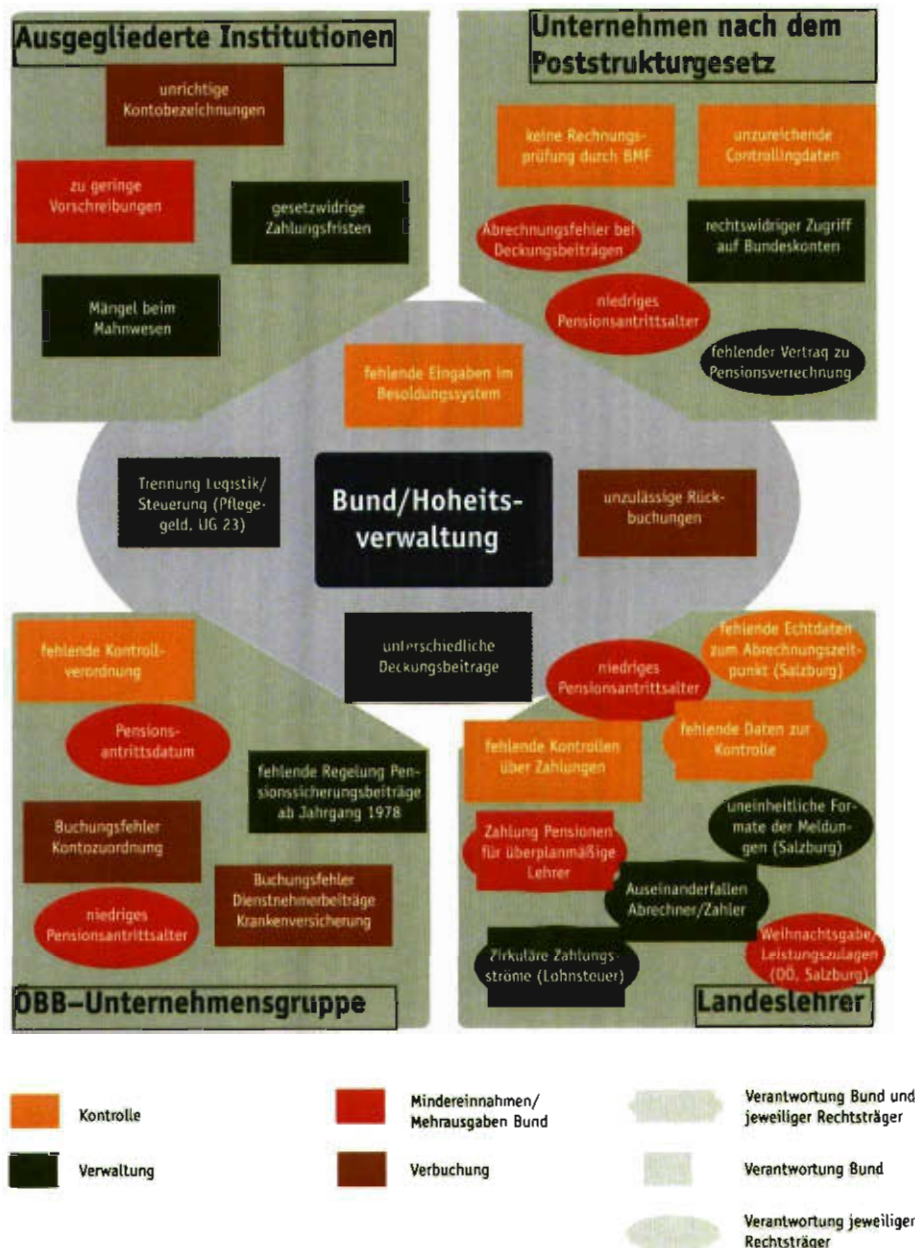 Ausgegliederte Institutionen
unrichtige
Kontobezeichnungen
zu geringe
Vorschreibungen
gesetzwidrige
Zahlungsfristen
Mängel beim
Mahnwesen
Unternehmen nach dem
Poststrukturgesetz
keine Rechnungs-
prüfung durch BMF
unzureichende
Controllingdaten
Abrechnungsfehler bei
Deckungsbeiträgen
rechtswidriger Zugriff
auf Bundeskonten
niedriges
Pensionsantrittsalter
fehlender Vertrag zu
Pensionsverrechnung
fehlende Eingaben im
Besoldungssystem
Trennung Logistik/
Steuerung (Pflege-
geld, UG 23)
Bund/Hoheits-
verwaltung
unzulässige Rück-
buchungen
unterschiedliche
Deckungsbeiträge
fehlende Kontroll-
verordnung
Pensions-
antrittsdatum
fehlende Regelung Pen-
sionssicherungsbeiträge
ab Jahrgang 1978
Buchungsfehler
Kontozuordnung
Buchungsfehler
Dienstnehmerbeiträge
Krankenversicherung
niedriges
Pensionsantrittsalter
ÖBB–Unternehmensgruppe
fehlende Echtdaten
zum Abrechnungszeit-
punkt (Salzburg)
niedriges
Pensionsantrittsalter
fehlende Daten zur
Kontrolle
fehlende Kontrollen
über Zahlungen
uneinheitliche For-
mate der Meldun-
gen (Salzburg)
Zahlung Pensionen
für überplanmäßige
Lehrer
Auseinanderfallen
Abrechner/Zahler
Zirkuläre Zahlungs-
ströme (Lohnsteuer)
Weihnachtsgabe/
Leistungszulagen
(OÖ, Salzburg)
Landeslehrer
Kontrolle
Mindereinnahmen/
Mehrausgaben Bund
Verantwortung Bund und
jeweiliger Rechtsträger
Verwaltung
Verbuchung
Verantwortung Bund
Verantwortung jeweiliger
Rechtsträger